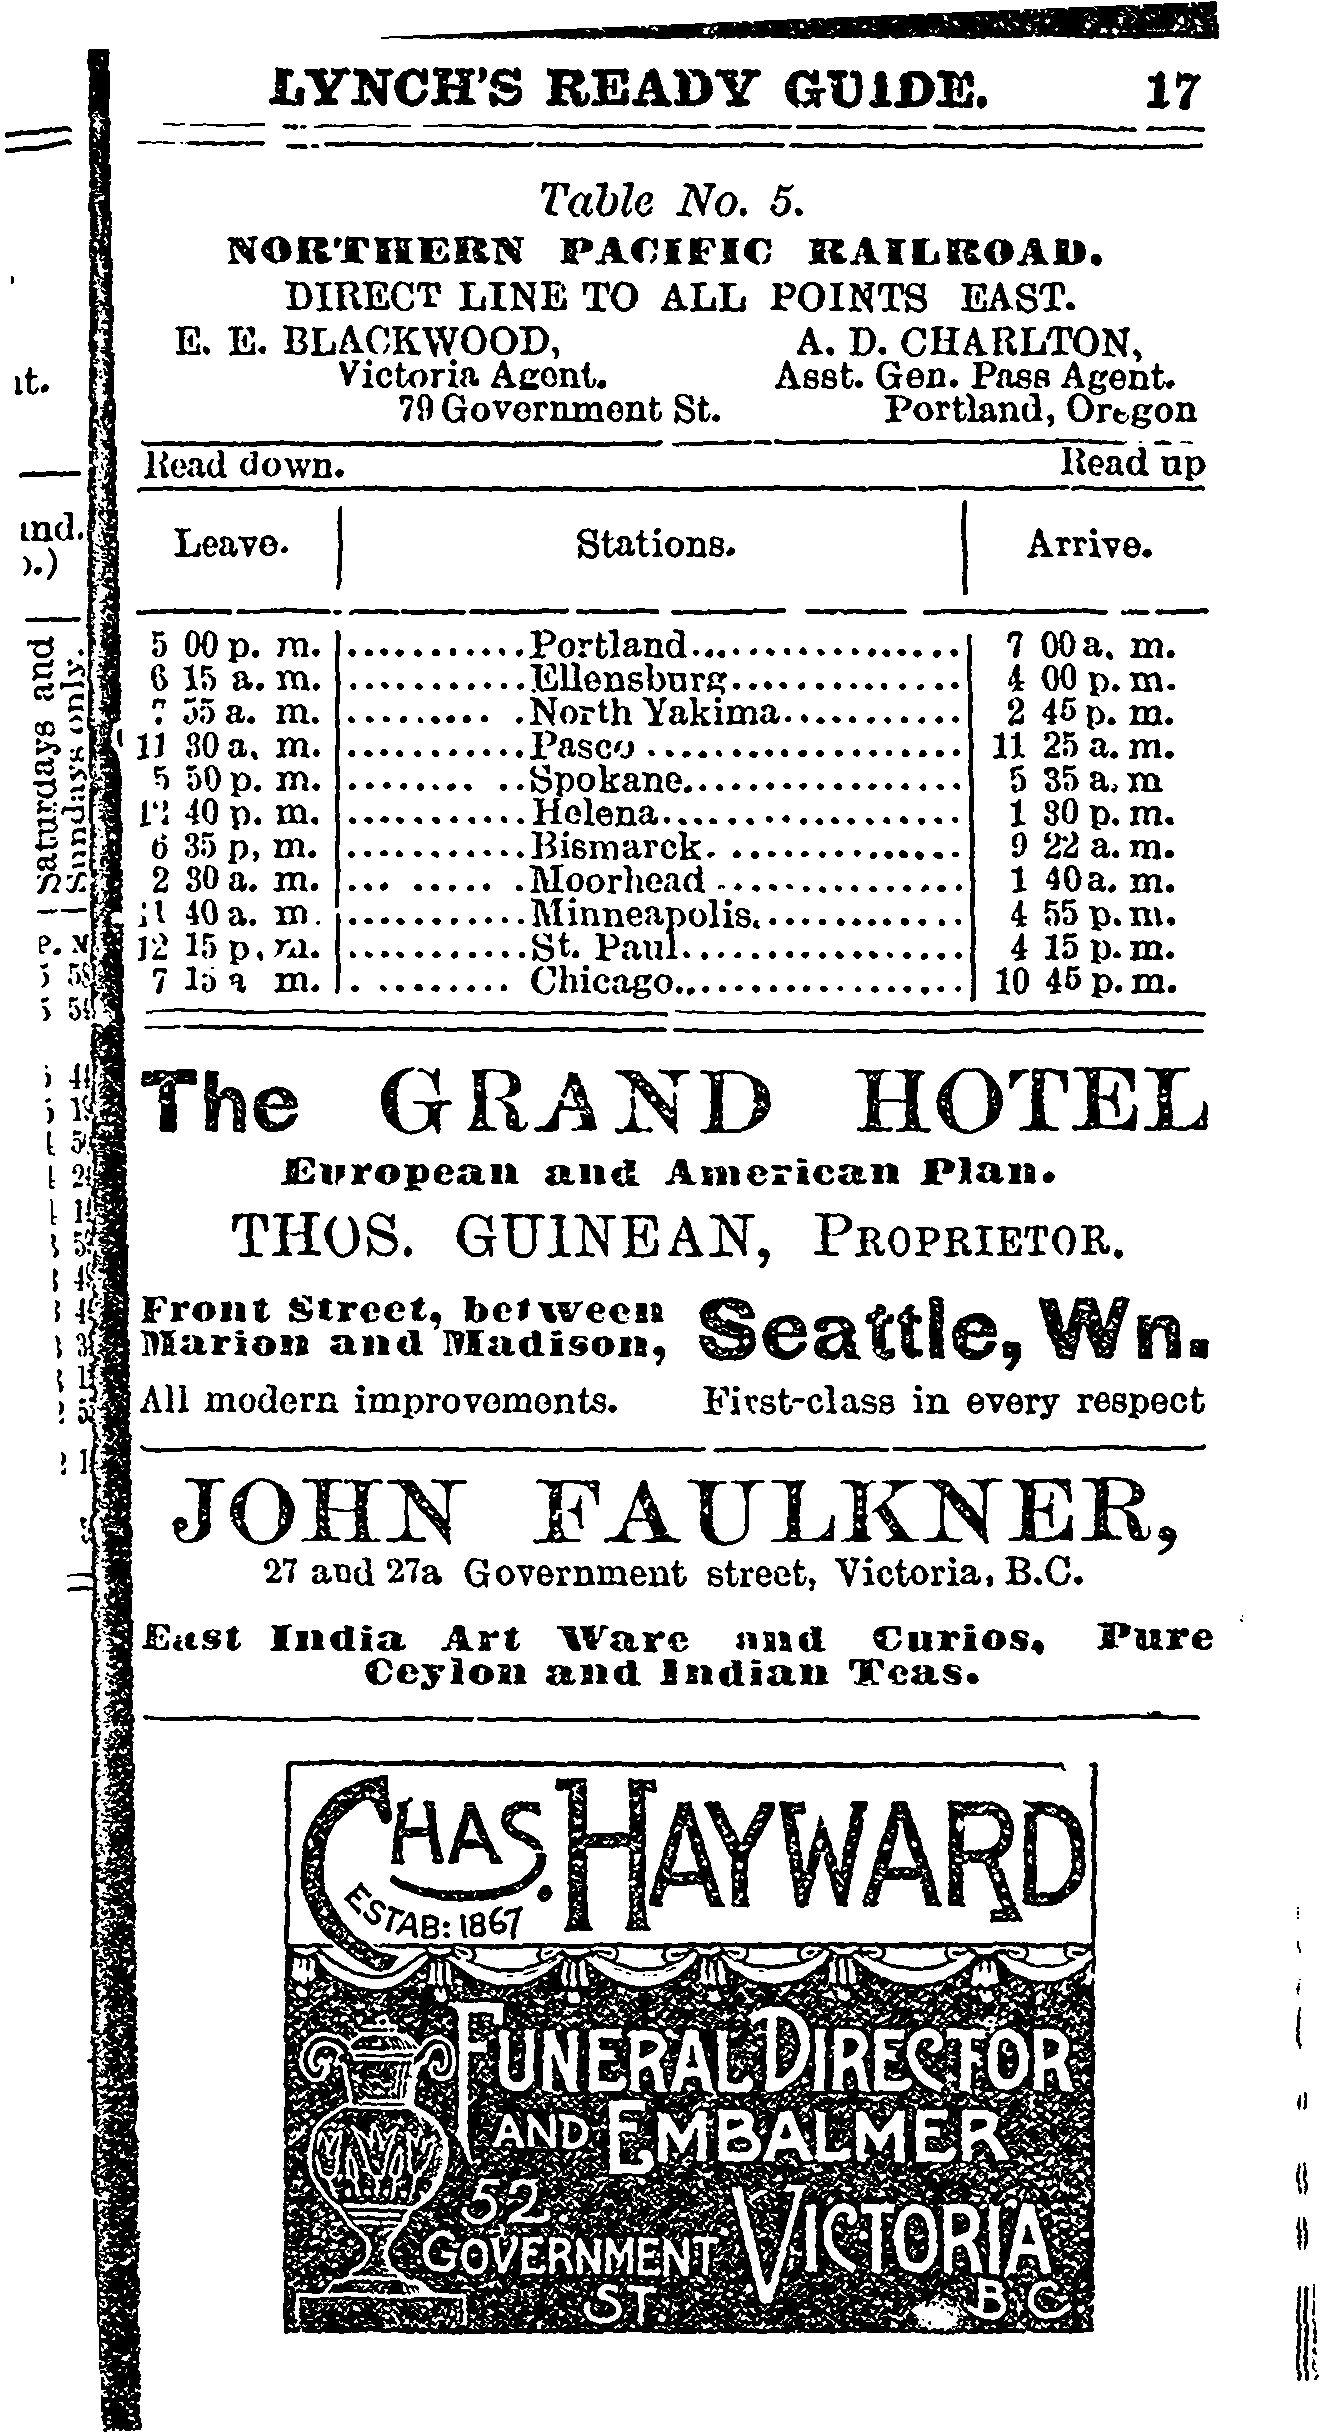 LYNCH'S READY GUIDE. 17
Table No. 5.
NORTHERN PACIFIC RAILROAD.
DIRECT LINE TO ALL POINTS EAST.
E. E. BLACKWOOD, A. D. CHARLTON,
Victoria Agent. Asst. Gen. Pass Agent.
79 Government St. Portland, Oregon
Read down. Read up
Leave. Stations. Arrive.
5 00 p. m. ...........Portland................ 7 00 a. m.
6 15 a. m. ...........Ellensburg.............. 4 00 p. m.
7 55 a. m. ......... .North Yakima........... 2 45 p. m.
11 30 a. m. ...........Pasco ................... 11 25 a. m.
5 50 p. m. ........ ..Spokane................. 5 35 a. m
12 40 p. m. ...........Helena.................. 1 30 p. m.
6 35 p, m. ...........Bismarck. .............. 9 22 a. m.
2 30 a. m. ... ...... .Moorhead ............... 1 40 a. m.
11 40 a. m. ...........Minneapolis............. 4 55 p. m.
12 15 p. m. ...........St. Paul................. 4 15 p. m.
7 15 a m. . ........ Chicago................. 10 45 p. m.
The GRAND HOTEL
European and American Plan.
THOS. GUINEAN, PROPRIETOR.
Front Street, between
Marion and Madison, Seattle, Wn.
All modern improvements. First-class in every respect
JOHN FAULKNER,
27 and 27a Government street, Victoria, B.C.
East India Art Ware and Curios, Pure
Ceylon and Indian Teas.
CHAS. HAYWARD
ESTAB: 1867
FUNERAL DIRECTOR
AND EMBALMER
52
GOVERNMENT
ST.
VICTORIA
B.C.
Saturdays and
Sundays only.